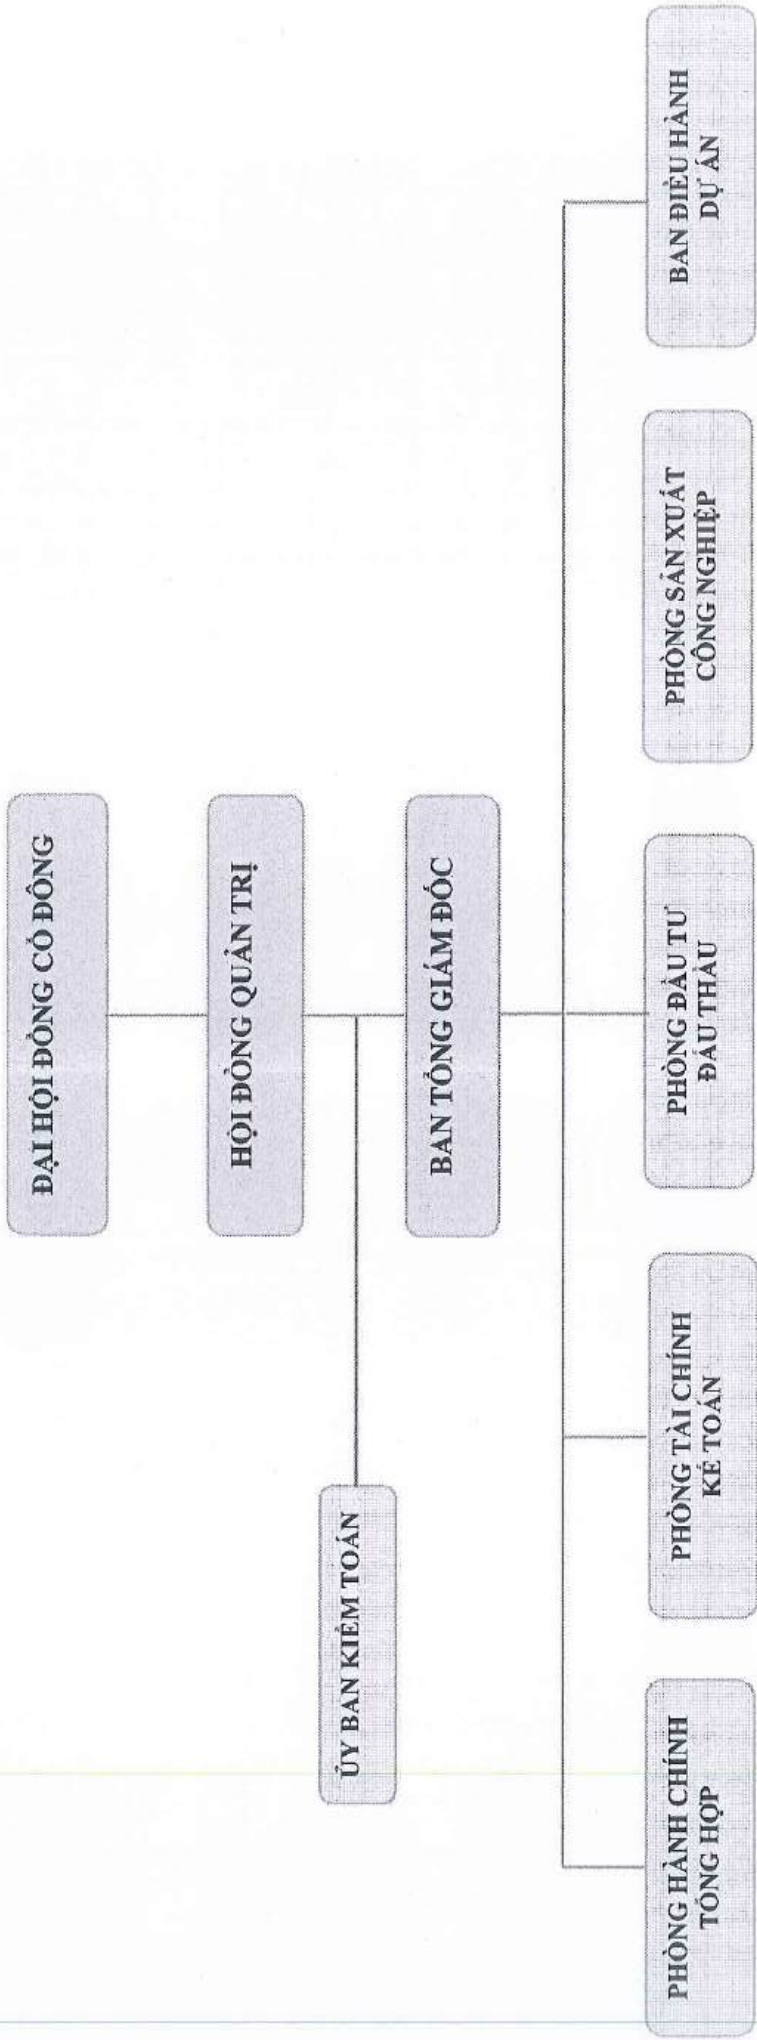 ĐẠI HỘI ĐỒNG CỔ ĐÔNG
HỘI ĐỒNG QUẢN TRỊ
ỦY BAN KIỂM TOÁN
BAN TỔNG GIÁM ĐỐC
PHÒNG HÀNH CHÍNH
TỔNG HỢP
PHÒNG TÀI CHÍNH
KẾ TOÁN
PHÒNG ĐẦU TƯ
ĐẤU THẦU
PHÒNG SẢN XUẤT
CÔNG NGHIỆP
BAN ĐIỀU HÀNH
DỰ ÁN